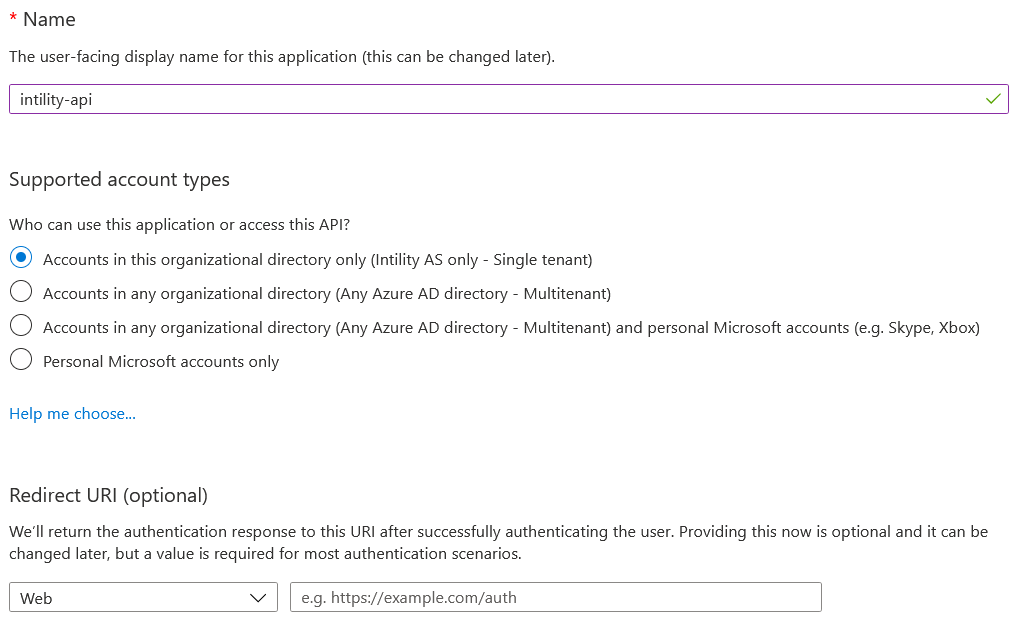 * Name
The user-facing display name for this application (this can be changed later).
intility-api
Supported account types
Who can use this application or access this API?
Accounts in this organizational directory only (Intility AS only - Single tenant)
Accounts in any organizational directory (Any Azure AD directory - Multitenant)
Accounts in any organizational directory (Any Azure AD directory - Multitenant) and personal Microsoft accounts (e.g. Skype, Xbox)
Personal Microsoft accounts only
Help me choose...
Redirect URI (optional)
We'll return the authentication response to this URI after successfully authenticating the user. Providing this now is optional and it can be
changed later, but a value is required for most authentication scenarios.
Web
e.g. https://example.com/auth